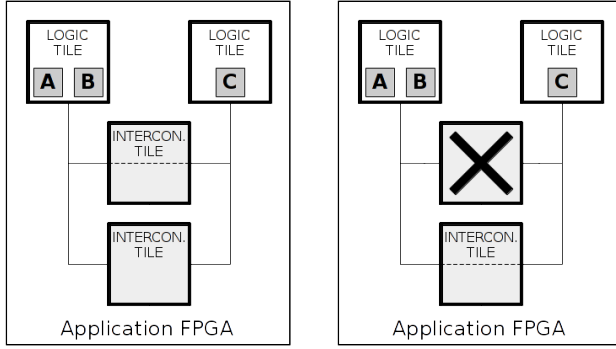 LOGIC
TILE
A B
LOGIC
TILE
C
INTERCON.
TILE
INTERCON.
TILE
Application FPGA
LOGIC
TILE
A B
LOGIC
TILE
C
INTERCON.
TILE
Application FPGA